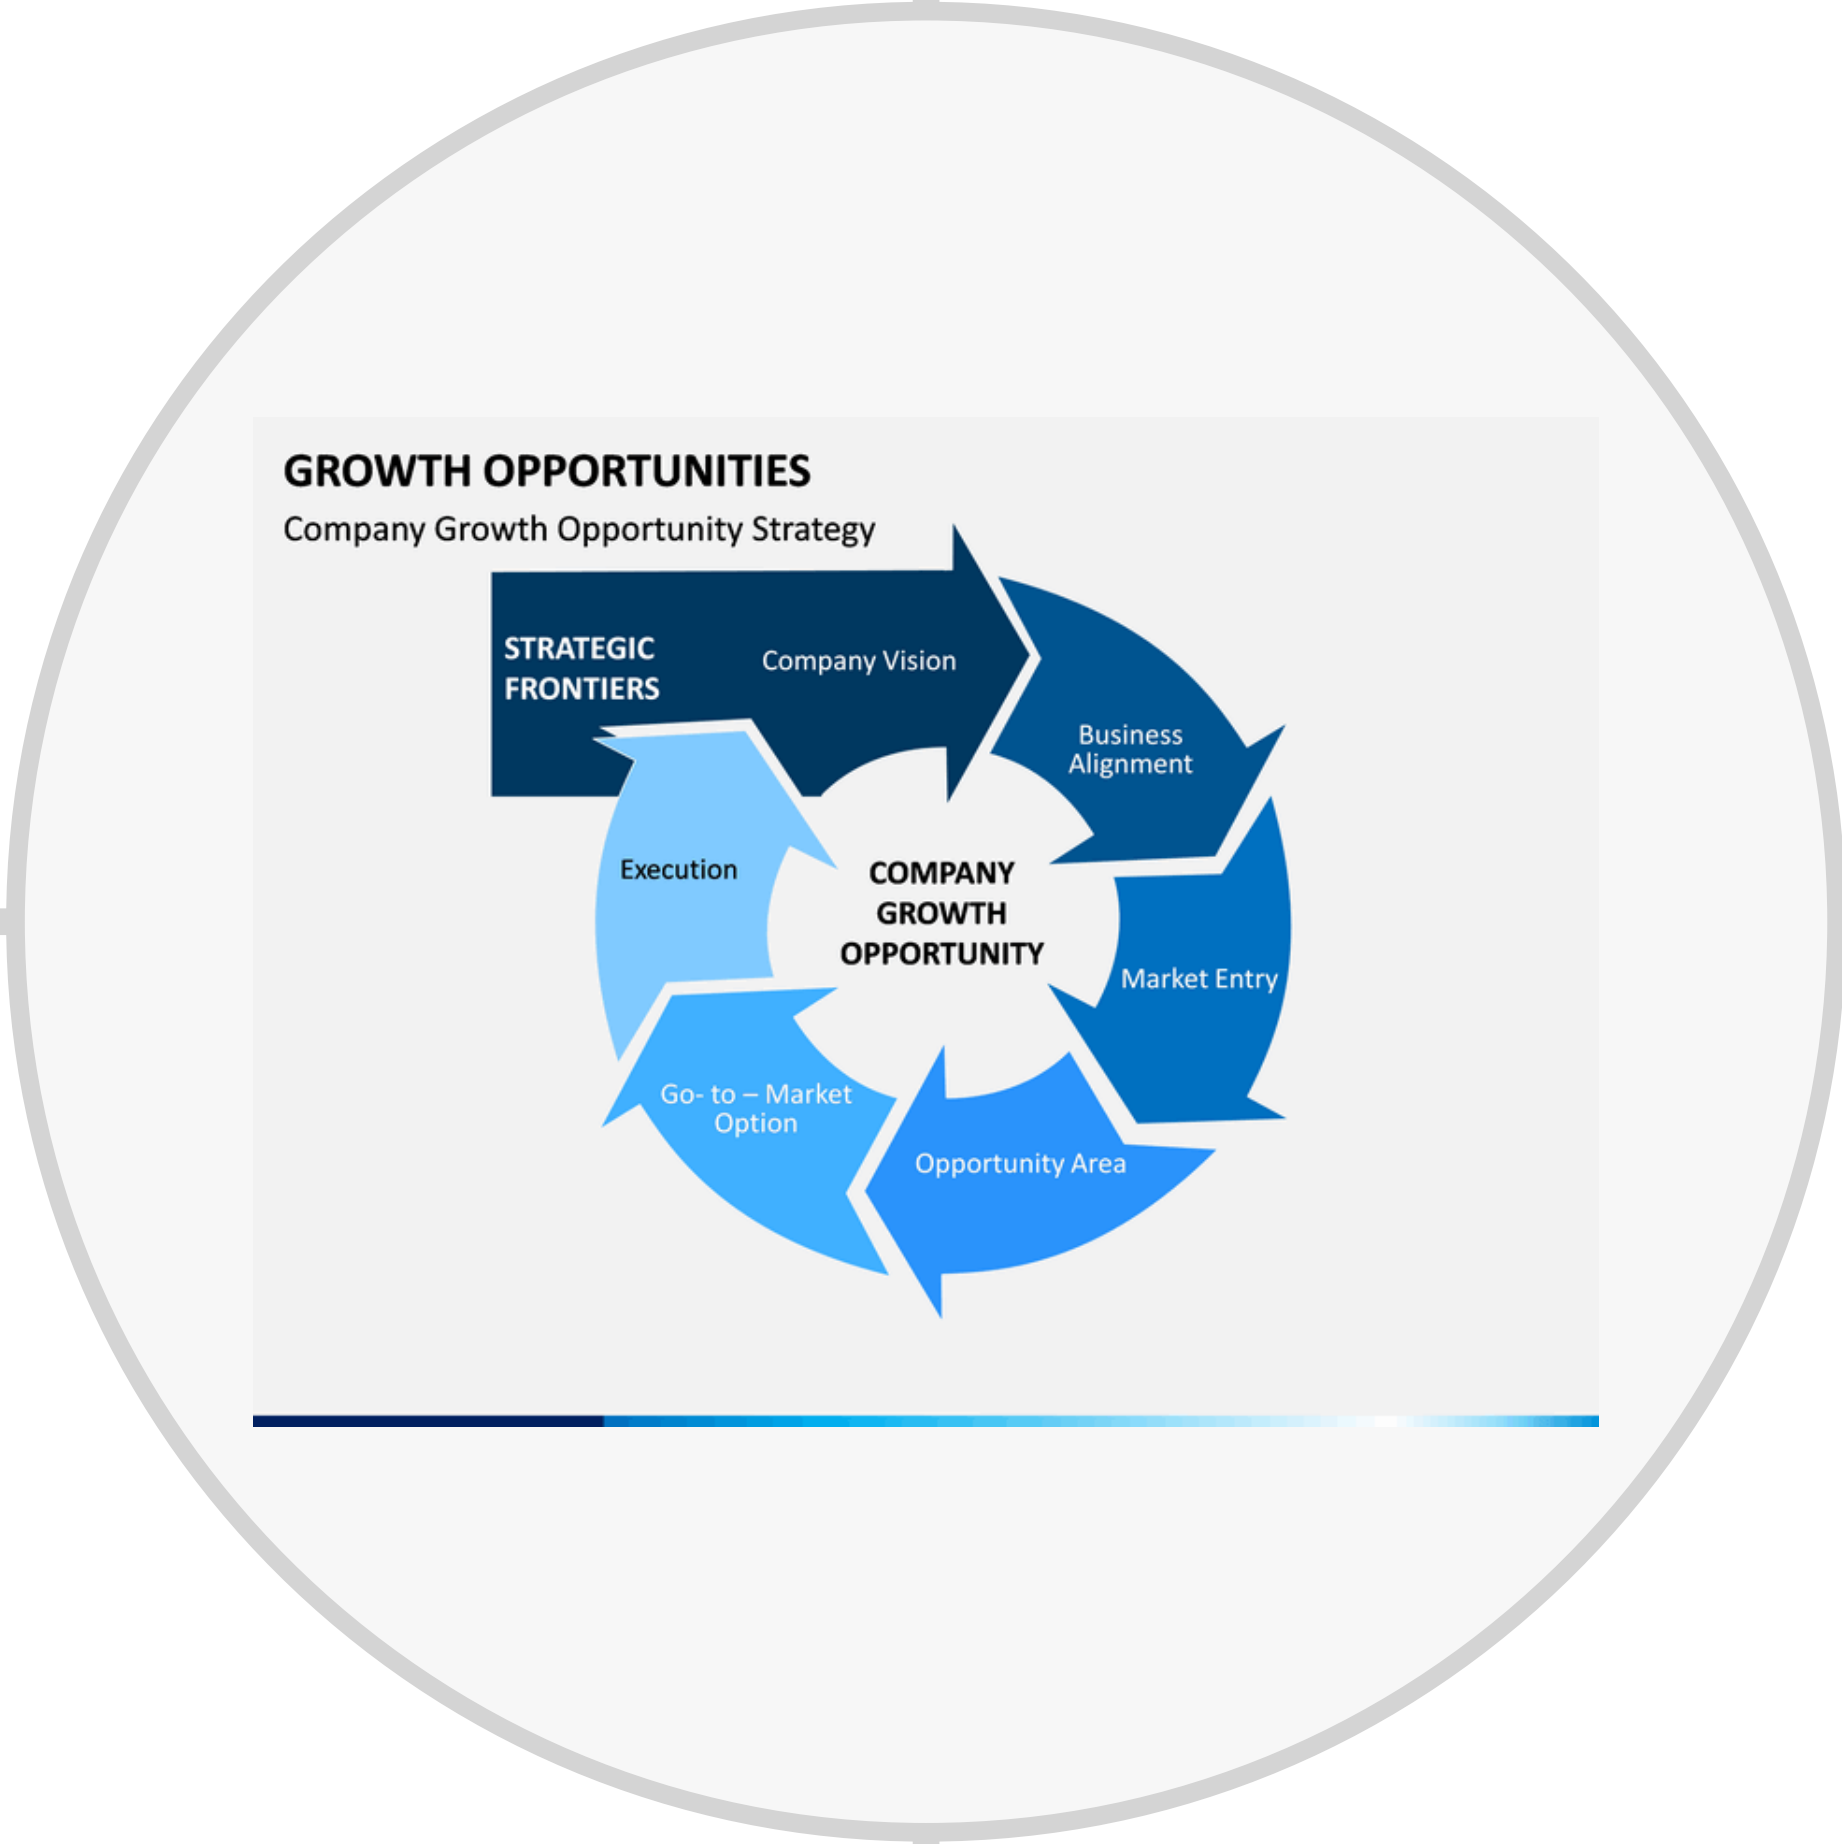 GROWTH OPPORTUNITIES
Company Growth Opportunity Strategy
STRATEGIC
FRONTIERS
Company Vision
Business
Alignment
Market Entry
Opportunity Area
Go- to – Market
Option
Execution
COMPANY
GROWTH
OPPORTUNITY